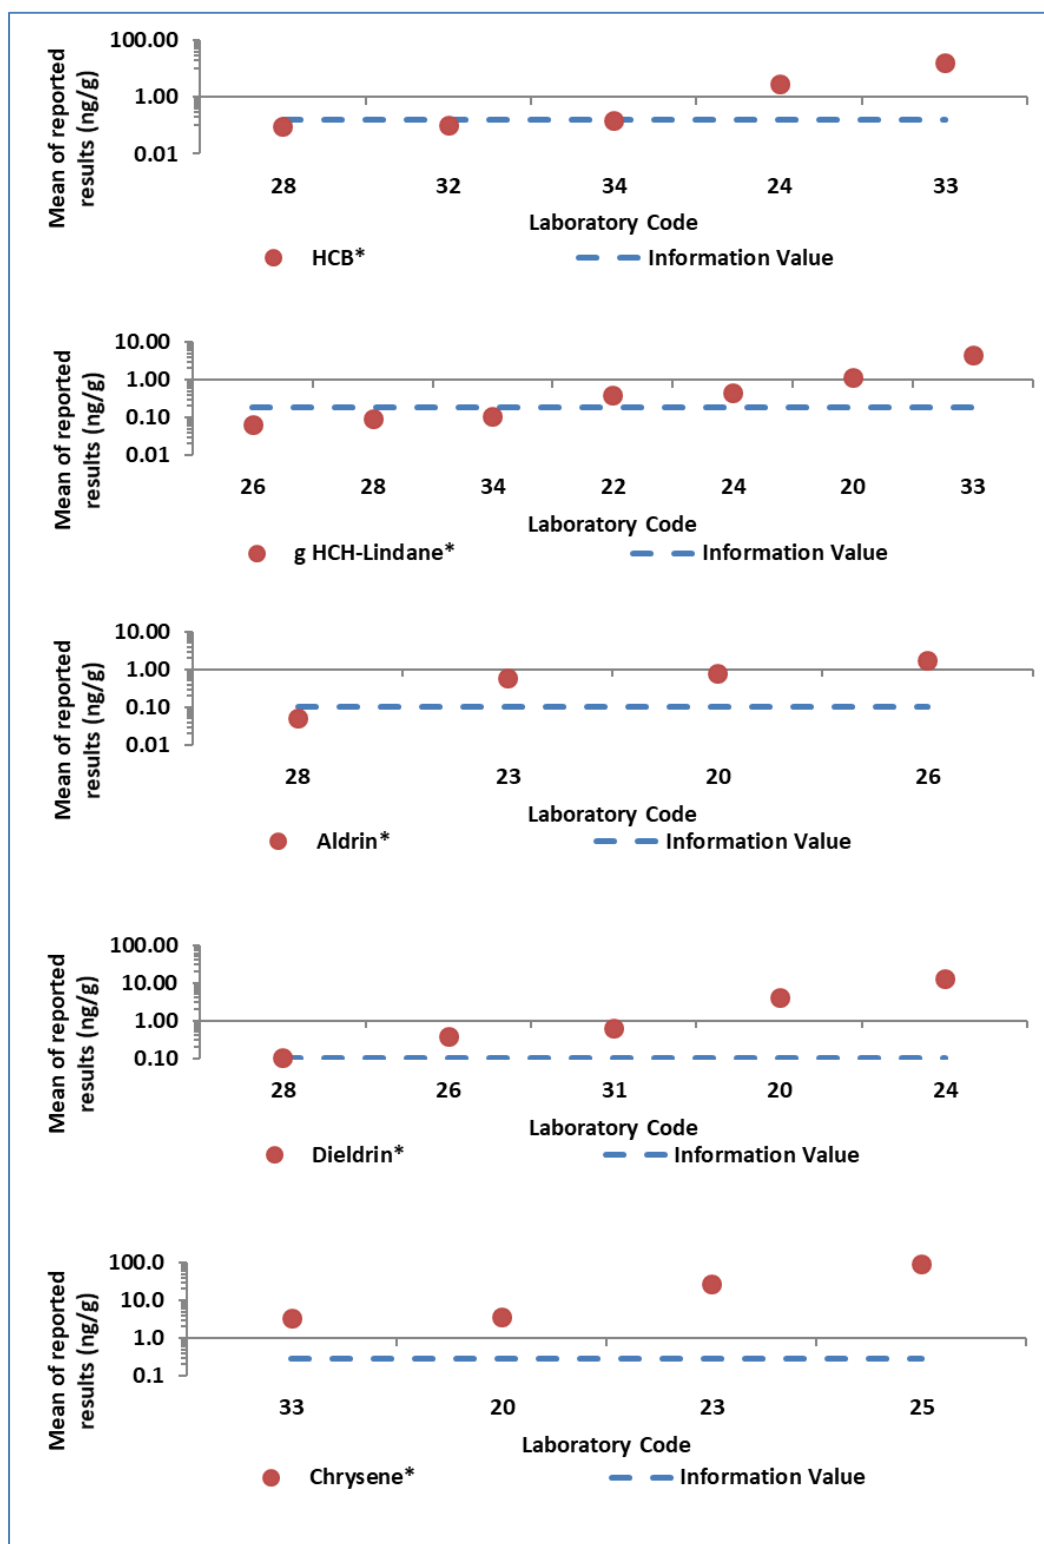 Mean of reported
results (ng/g)
100.00
1.00
0.01
28 32 34 24 33
Laboratory Code
HCB* Information Value
Mean of reported
results (ng/g)
10.00
1.00
0.10
0.01
26 28 34 22 24 20 33
Laboratory Code
g HCH-Lindane* Information Value
Mean of reported
results (ng/g)
10.00
1.00
0.10
0.01
28 23 20 26
Laboratory Code
Aldrin* Information Value
Mean of reported
results (ng/g)
100.00
10.00
1.00
0.10
28 26 31 20 24
Laboratory Code
Dieldrin* Information Value
Mean of reported
results (ng/g)
100.0
10.0
1.0
0.1
33 20 23 25
Laboratory Code
Chrysene* Information Value